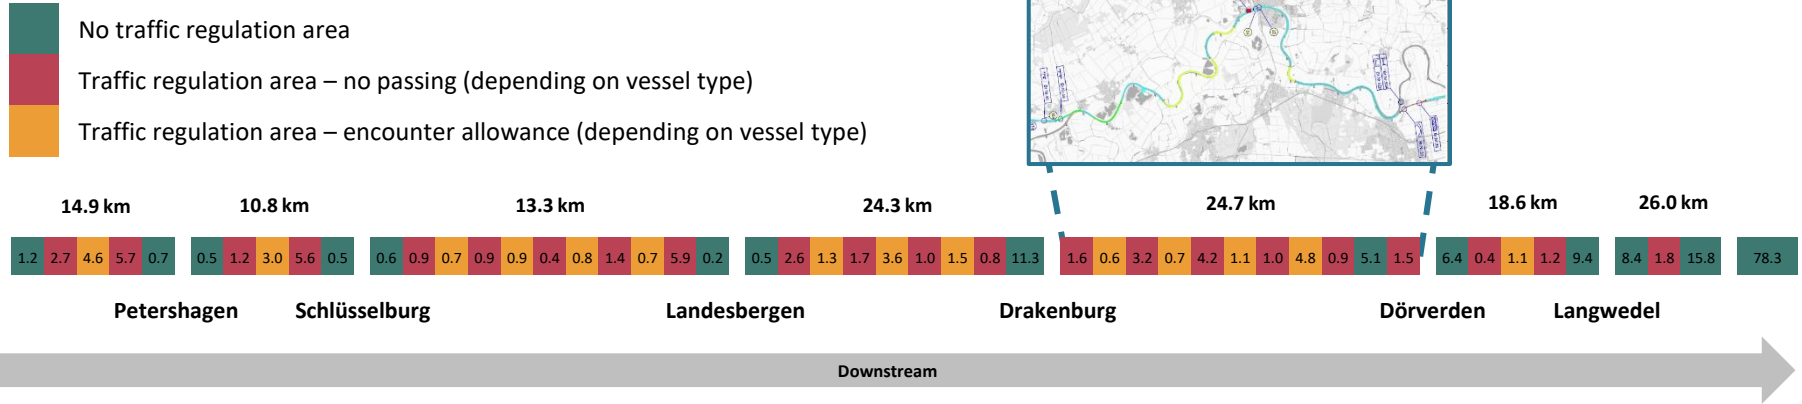 No traffic regulation area
Traffic regulation area – no passing (depending on vessel type)
Traffic regulation area – encounter allowance (depending on vessel type)
14.9 km 10.8 km 13.3 km 24.3 km 24.7 km 18.6 km 26.0 km
1.2 2.7 4.6 5.7 0.7 0.5 1.2 3.0 5.6 0.5 0.6 0.9 0.7 0.9 0.9 0.4 0.8 1.4 0.7 5.9 0.2 0.5 2.6 1.3 1.7 3.6 1.0 1.5 0.8 11.3 1.6 0.6 3.2 0.7 4.2 1.1 1.0 4.8 0.9 5.1 1.5 6.4 0.4 1.1 1.2 9.4 8.4 1.8 15.8 78.3
Petershagen Schlüsselburg Landesbergen Drakenburg Dörverden Langwedel
Downstream